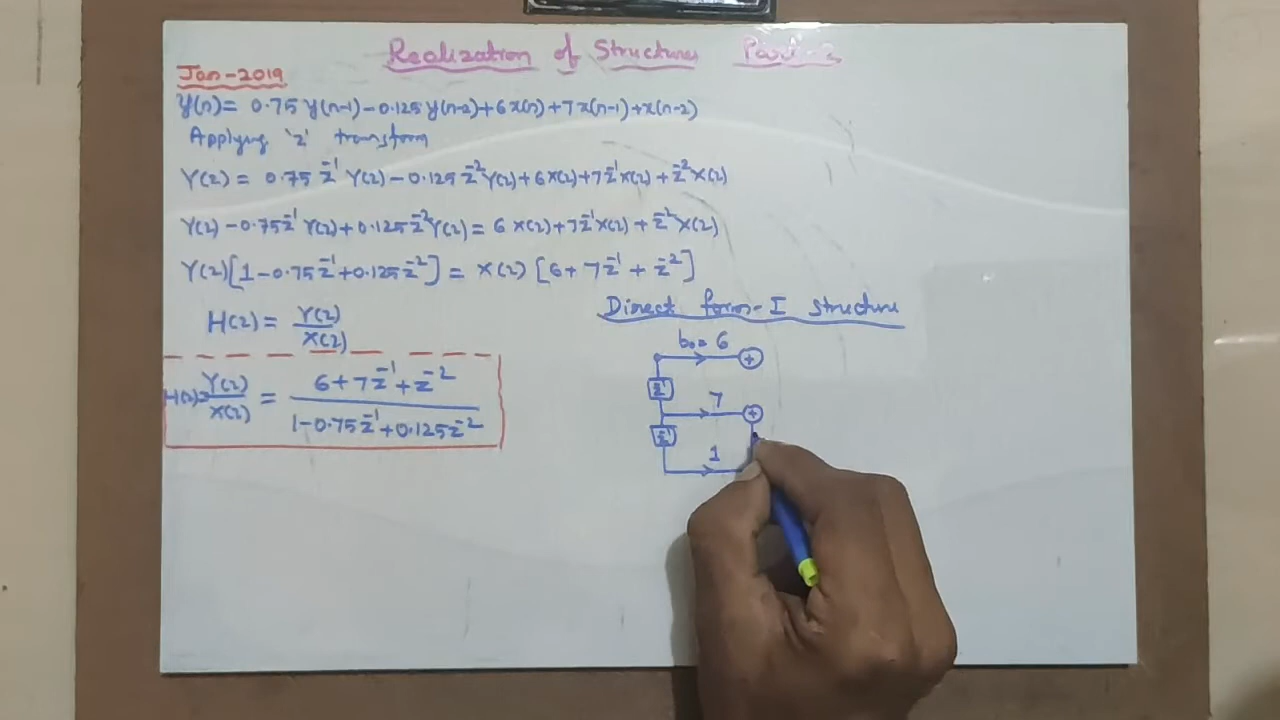 Realization of Structures Part-2
Jan-2019
y(n) = 0.75 y(n-1) - 0.125 y(n-2) + 6 x(n) + 7 x(n-1) + x(n-2)
Applying 'z' transform
Y(z) = 0.75 z⁻¹ Y(z) - 0.125 z⁻² Y(z) + 6 X(z) + 7 z⁻¹ X(z) + z⁻² X(z)
Y(z) - 0.75 z⁻¹ Y(z) + 0.125 z⁻² Y(z) = 6 X(z) + 7 z⁻¹ X(z) + z⁻² X(z)
Y(z) [1 - 0.75 z⁻¹ + 0.125 z⁻²] = X(z) [6 + 7 z⁻¹ + z⁻²]
H(z) = Y(z) / X(z)
H(z) = Y(z) / X(z) = 6 + 7 z⁻¹ + z⁻² / 1 - 0.75 z⁻¹ + 0.125 z⁻²
Direct form-I structure
b₀ = 6
+
z⁻¹
7
+
z⁻¹
1